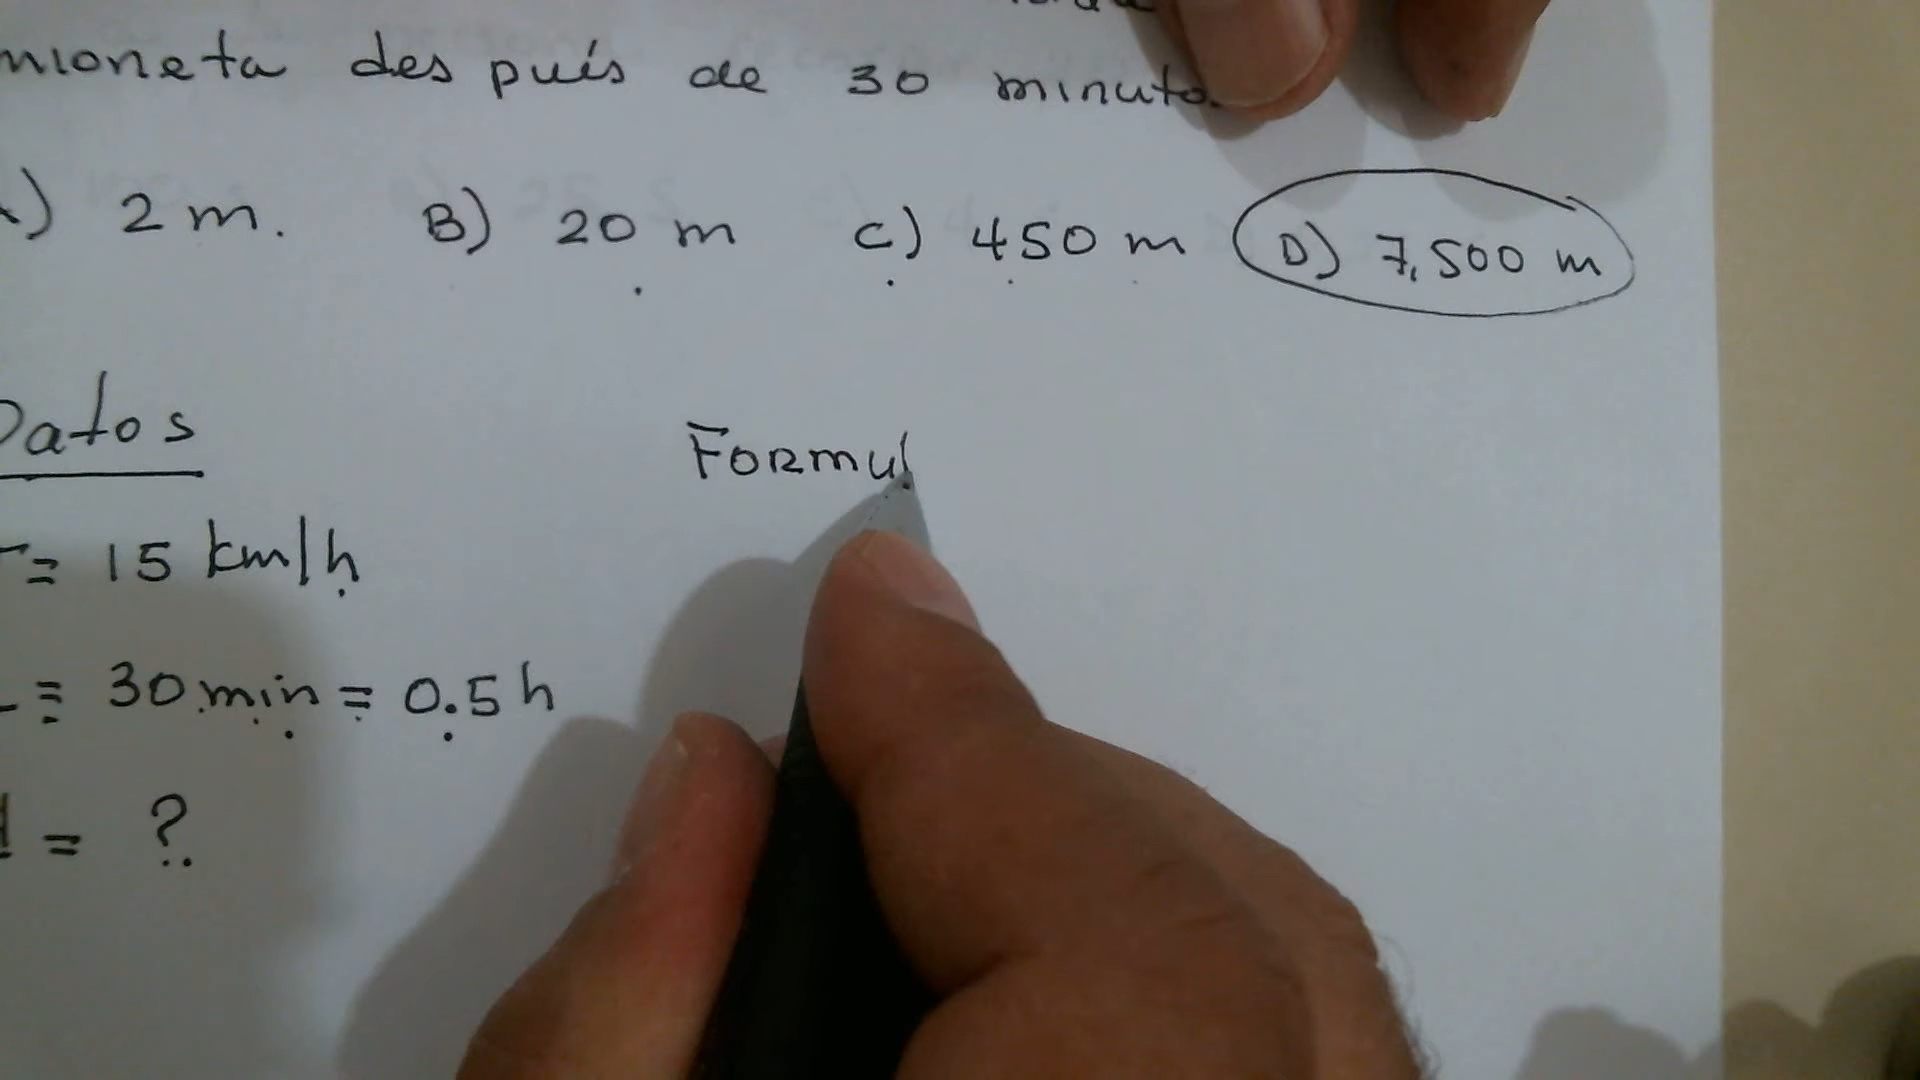 mioneta después de 30 minuto
A) 2 m. B) 20 m C) 450 m D) 7,500 m
Datos
Formul
= 15 km/h
= 30 min = 0.5 h
d = ?